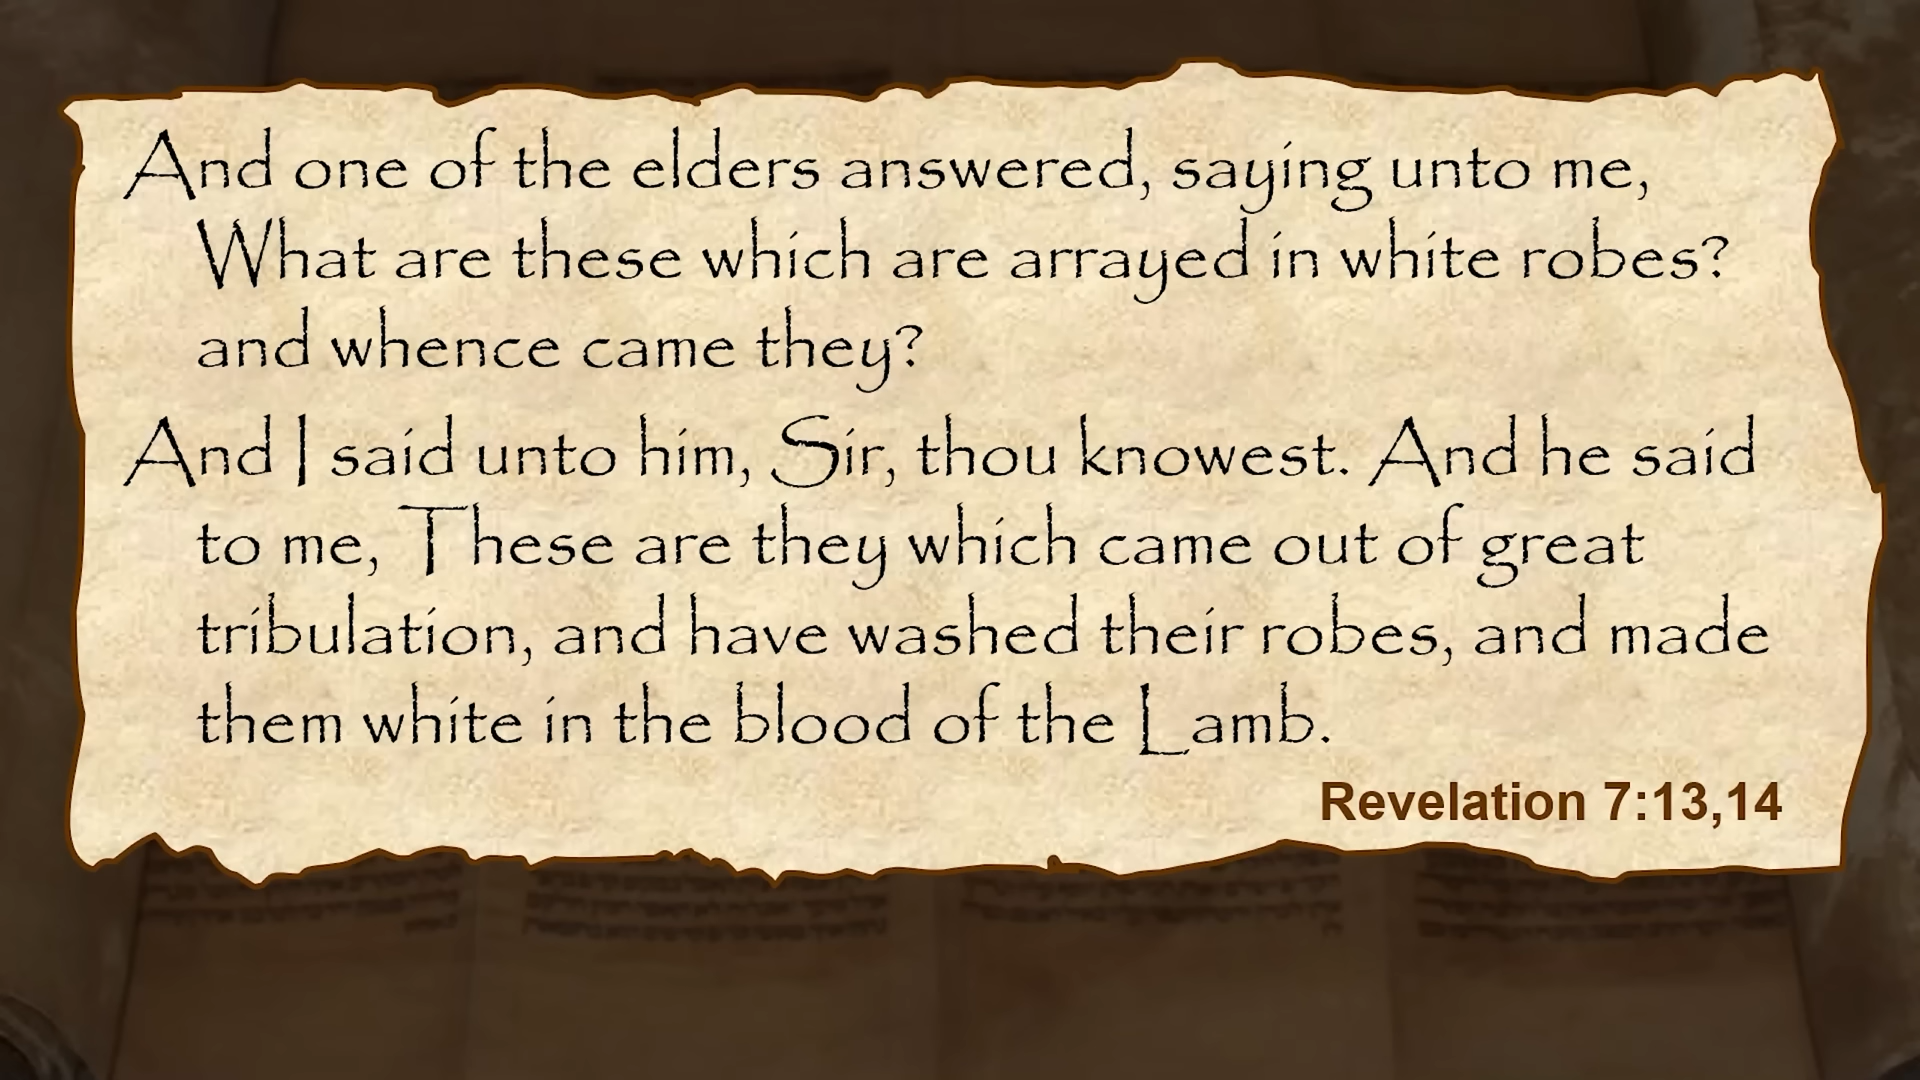 And one of the elders answered, saying unto me,
What are these which are arrayed in white robes?
and whence came they?
And I said unto him, Sir, thou knowest. And he said
to me, These are they which came out of great
tribulation, and have washed their robes, and made
them white in the blood of the Lamb.
Revelation 7:13,14